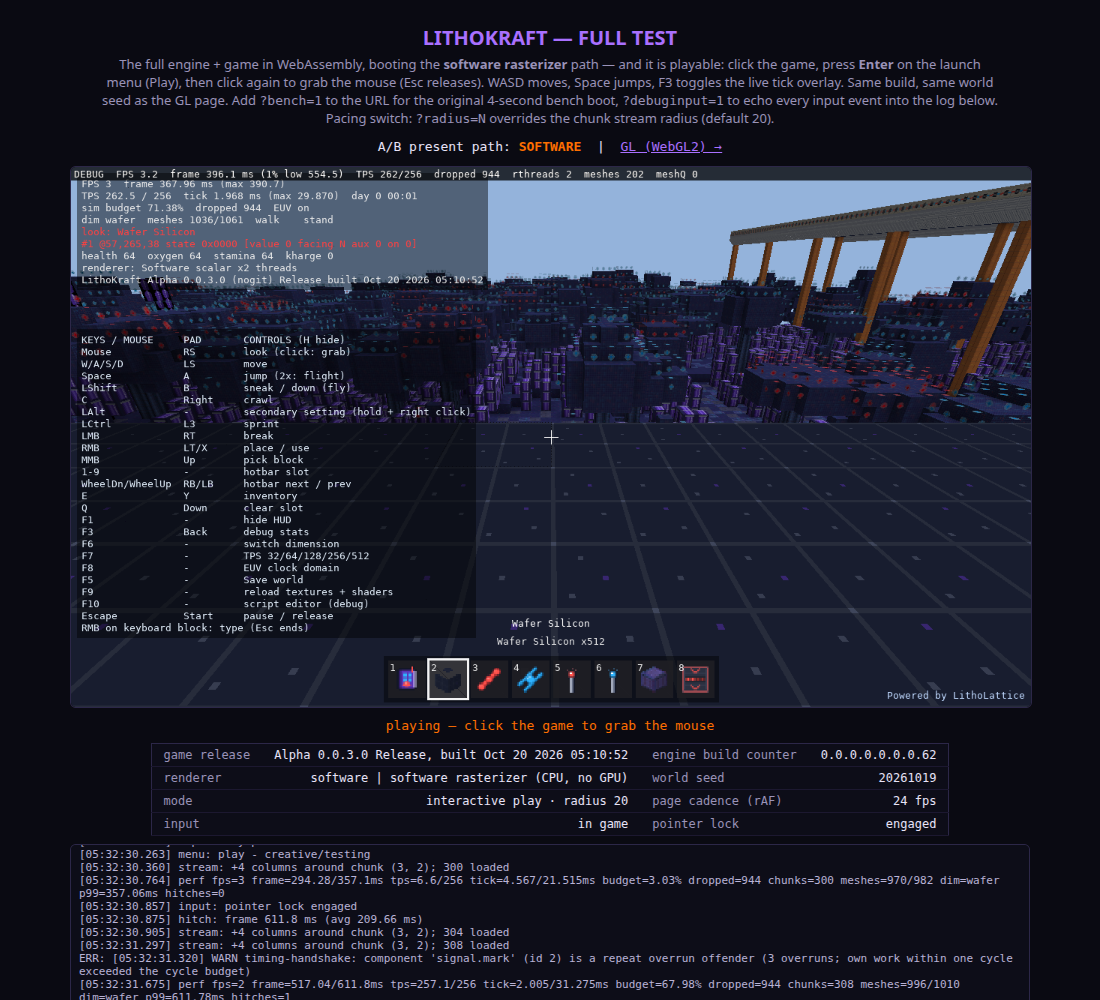 LITHOKRAFT — FULL TEST
The full engine + game in WebAssembly, booting the software rasterizer path — and it is playable: click the game, press Enter on the launch
menu (Play), then click again to grab the mouse (Esc releases). WASD moves, Space jumps, F3 toggles the live tick overlay. Same build, same world
seed as the GL page. Add ?bench=1 to the URL for the original 4-second bench boot, ?debuginput=1 to echo every input event into the log below.
Pacing switch: ?radius=N overrides the chunk stream radius (default 20).
A/B present path: SOFTWARE | GL (WebGL2) →
DEBUG FPS 3.2 frame 396.1 ms (1% low 554.5) TPS 262/256 dropped 944 rthreads 2 meshes 202 meshQ 0
FPS 3 frame 367.96 ms (max 390.7)
TPS 262.5 / 256 tick 1.968 ms (max 29.870) day 0 00:01
sim budget 71.38% dropped 944 EUV on
dim wafer meshes 1036/1061 walk stand
look: Wafer Silicon
#1 @57,265,38 state 0x0000 [value 0 facing N aux 0 on 0]
health 64 oxygen 64 stamina 64 kharge 0
renderer: Software scalar x2 threads
LithoKraft Alpha 0.0.3.0 (nogit) Release built Oct 20 2026 05:10:52
KEYS / MOUSE PAD CONTROLS (H hide)
Mouse RS look (click: grab)
W/A/S/D LS move
Space A jump (2x: flight)
LShift B sneak / down (fly)
C Right crawl
LAlt - secondary setting (hold + right click)
LCtrl L3 sprint
LMB RT break
RMB LT/X place / use
MMB Up pick block
1-9 - hotbar slot
WheelDn/WheelUp RB/LB hotbar next / prev
E Y inventory
Q Down clear slot
F1 - hide HUD
F3 Back debug stats
F6 - switch dimension
F7 - TPS 32/64/128/256/512
F8 - EUV clock domain
F5 - Save world
F9 - reload textures + shaders
F10 - script editor (debug)
Escape Start pause / release
RMB on keyboard block: type (Esc ends)
Wafer Silicon
Wafer Silicon x512
1 2 3 4 5 6 7 8
Powered by LithoLattice
playing — click the game to grab the mouse
game release Alpha 0.0.3.0 Release, built Oct 20 2026 05:10:52 engine build counter 0.0.0.0.0.0.0.62
renderer software | software rasterizer (CPU, no GPU) world seed 20261019
mode interactive play · radius 20 page cadence (rAF) 24 fps
input in game pointer lock engaged
[05:32:30.263] menu: play - creative/testing
[05:32:30.360] stream: +4 columns around chunk (3, 2); 300 loaded
[05:32:30.764] perf fps=3 frame=294.28/357.1ms tps=6.6/256 tick=4.567/21.515ms budget=3.03% dropped=944 chunks=300 meshes=970/982 dim=wafer
p99=357.06ms hitches=0
[05:32:30.857] input: pointer lock engaged
[05:32:30.875] hitch: frame 611.8 ms (avg 209.66 ms)
[05:32:30.905] stream: +4 columns around chunk (3, 2); 304 loaded
[05:32:31.297] stream: +4 columns around chunk (3, 2); 308 loaded
ERR: [05:32:31.320] WARN timing-handshake: component 'signal.mark' (id 2) is a repeat overrun offender (3 overruns; own work within one cycle
exceeded the cycle budget)
[05:32:31.675] perf fps=2 frame=517.04/611.8ms tps=257.1/256 tick=2.005/31.275ms budget=67.98% dropped=944 chunks=308 meshes=996/1010
dim=wafer p99=611.78ms hitches=1